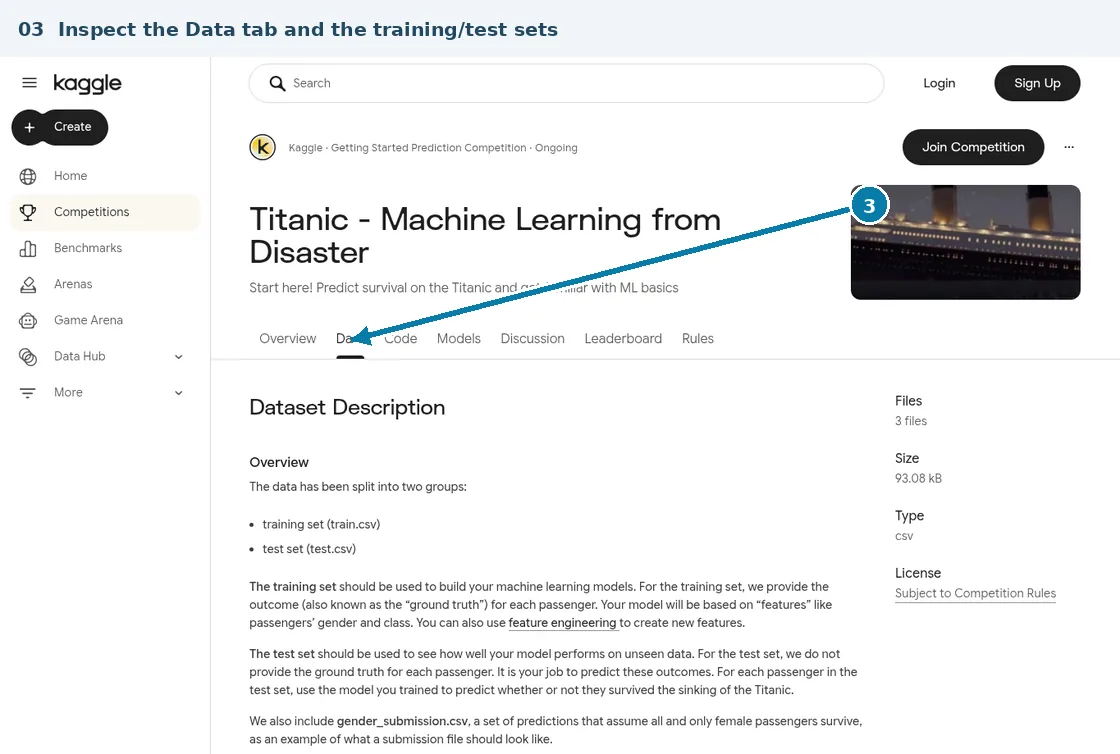 03 Inspect the Data tab and the training/test sets
kaggle
Search
Login
Sign Up
Create
Kaggle · Getting Started Prediction Competition · Ongoing
Join Competition
Home
Competitions
Benchmarks
Arenas
Game Arena
Data Hub
More
3
Titanic - Machine Learning from
Disaster
Start here! Predict survival on the Titanic and with ML basics
Overview Code Models Discussion Leaderboard Rules
Dataset Description
Overview
The data has been split into two groups:
• training set (train.csv)
• test set (test.csv)
The training set should be used to build your machine learning models. For the training set, we provide the
outcome (also known as the “ground truth”) for each passenger. Your model will be based on “features” like
passengers’ gender and class. You can also use feature engineering to create new features.
The test set should be used to see how well your model performs on unseen data. For the test set, we do not
provide the ground truth for each passenger. It is your job to predict these outcomes. For each passenger in the
test set, use the model you trained to predict whether or not they survived the sinking of the Titanic.
We also include gender_submission.csv, a set of predictions that assume all and only female passengers survive,
as an example of what a submission file should look like.
Files
3 files
Size
93.08 kB
Type
csv
License
Subject to Competition Rules